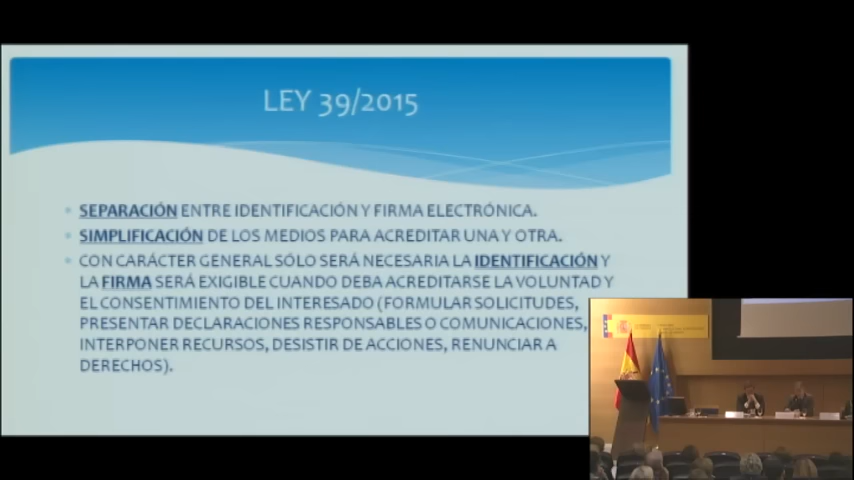 LEY 39/2015
SEPARACIÓN ENTRE IDENTIFICACIÓN Y FIRMA ELECTRÓNICA.
SIMPLIFICACIÓN DE LOS MEDIOS PARA ACREDITAR UNA Y OTRA.
CON CARÁCTER GENERAL SÓLO SERÁ NECESARIA LA IDENTIFICACIÓN Y
LA FIRMA SERÁ EXIGIBLE CUANDO DEBA ACREDITARSE LA VOLUNTAD Y
EL CONSENTIMIENTO DEL INTERESADO (FORMULAR SOLICITUDES,
PRESENTAR DECLARACIONES RESPONSABLES O COMUNICACIONES,
INTERPONER RECURSOS, DESISTIR DE ACCIONES, RENUNCIAR A
DERECHOS).